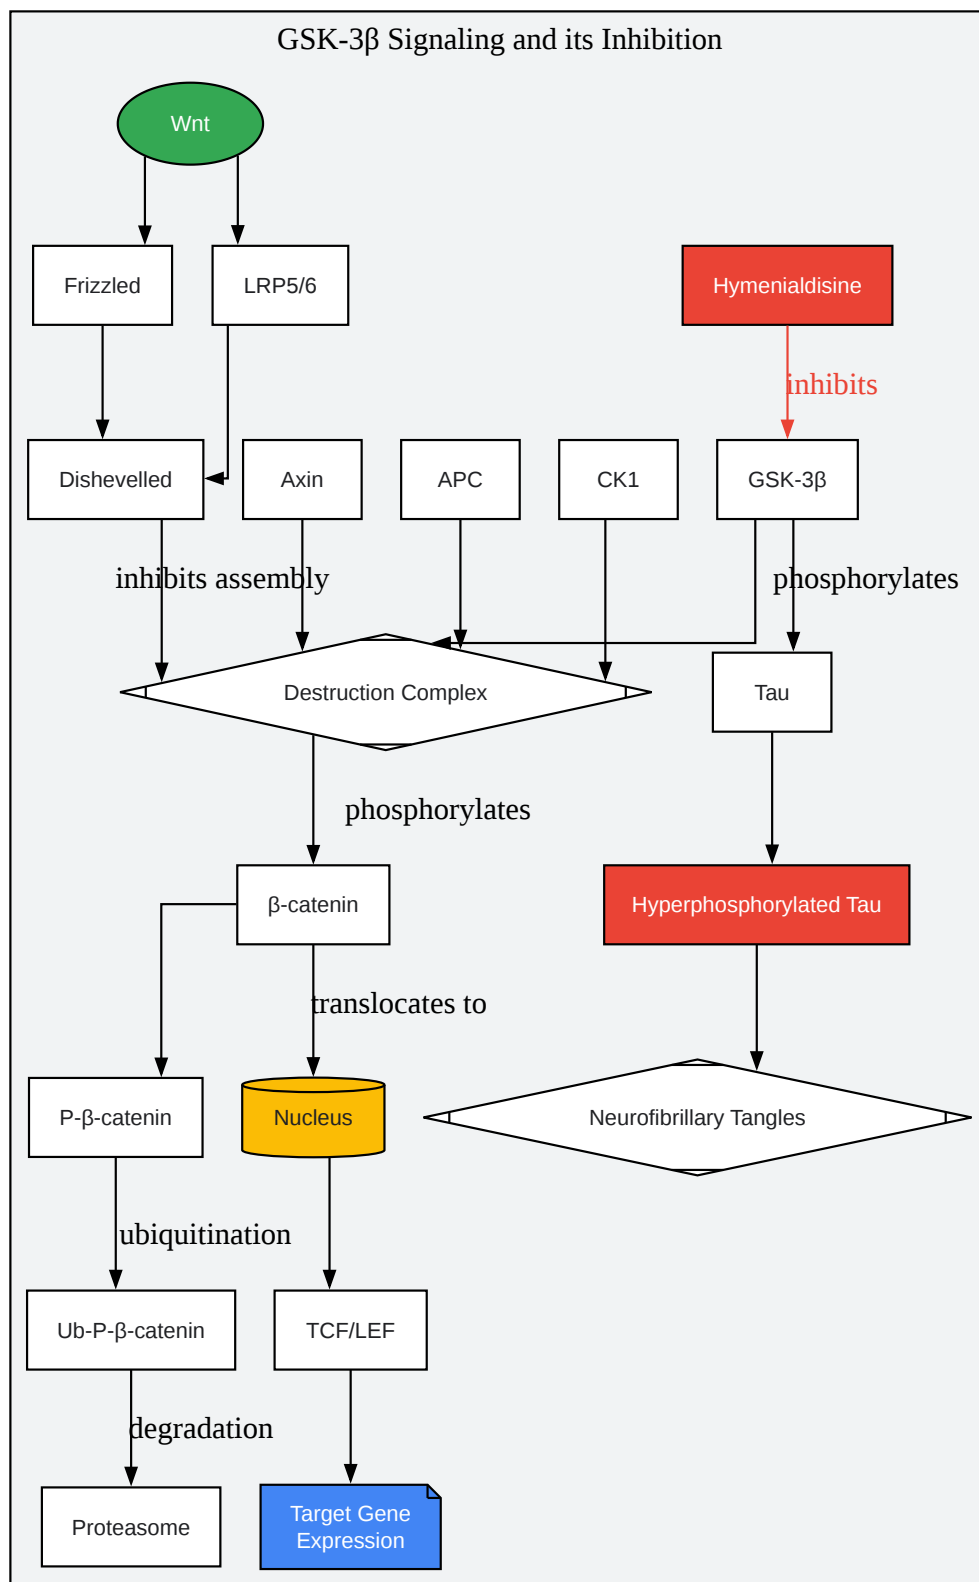 GSK-3β Signaling and its Inhibition
Wnt
Frizzled
LRP5/6
Hymenialdisine
inhibits
Dishevelled
Axin
APC
CK1
GSK-3β
inhibits assembly
phosphorylates
Destruction Complex
Tau
phosphorylates
β-catenin
Hyperphosphorylated Tau
translocates to
P-β-catenin
Nucleus
Neurofibrillary Tangles
ubiquitination
Ub-P-β-catenin
TCF/LEF
degradation
Proteasome
Target Gene
Expression